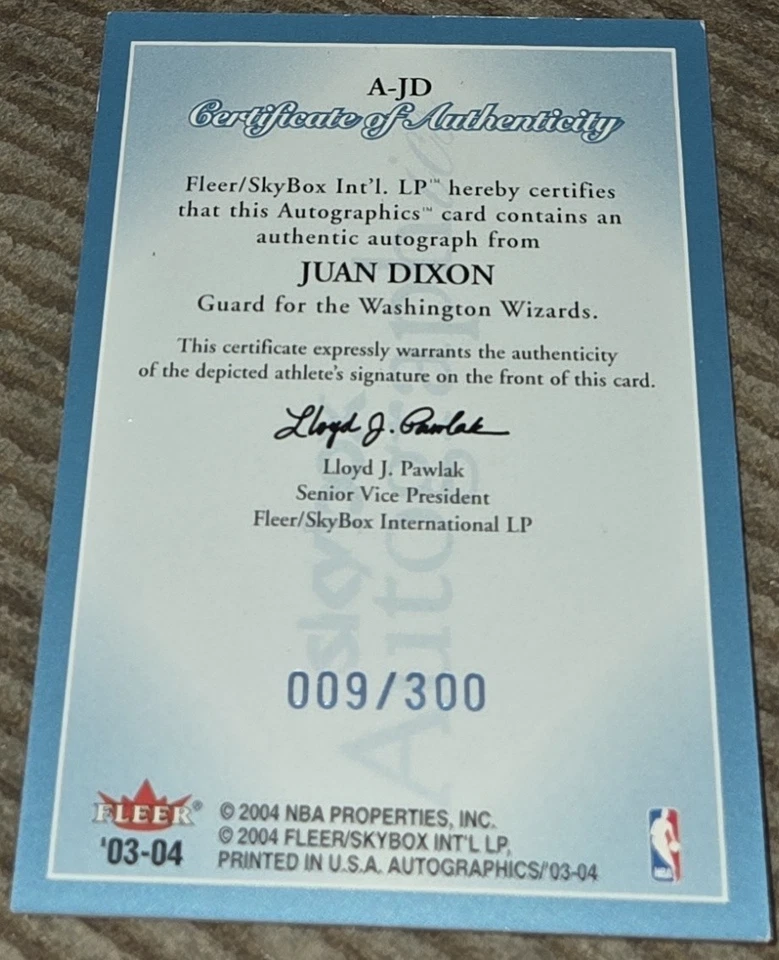 A-JD
Certificate of Authenticity
Fleer/SkyBox Int'l. LP™ hereby certifies
that this Autographics™ card contains an
authentic autograph from
JUAN DIXON
Guard for the Washington Wizards.
This certificate expressly warrants the authenticity
of the depicted athlete's signature on the front of this card.
Lloyd J. Pawlak
Lloyd J. Pawlak
Senior Vice President
Fleer/SkyBox International LP
skybox
Autographics
009/300
FLEER®
'03-04
© 2004 NBA PROPERTIES, INC.
© 2004 FLEER/SKYBOX INT'L LP,
PRINTED IN U.S.A. AUTOGRAPHICS/'03-04
NBA